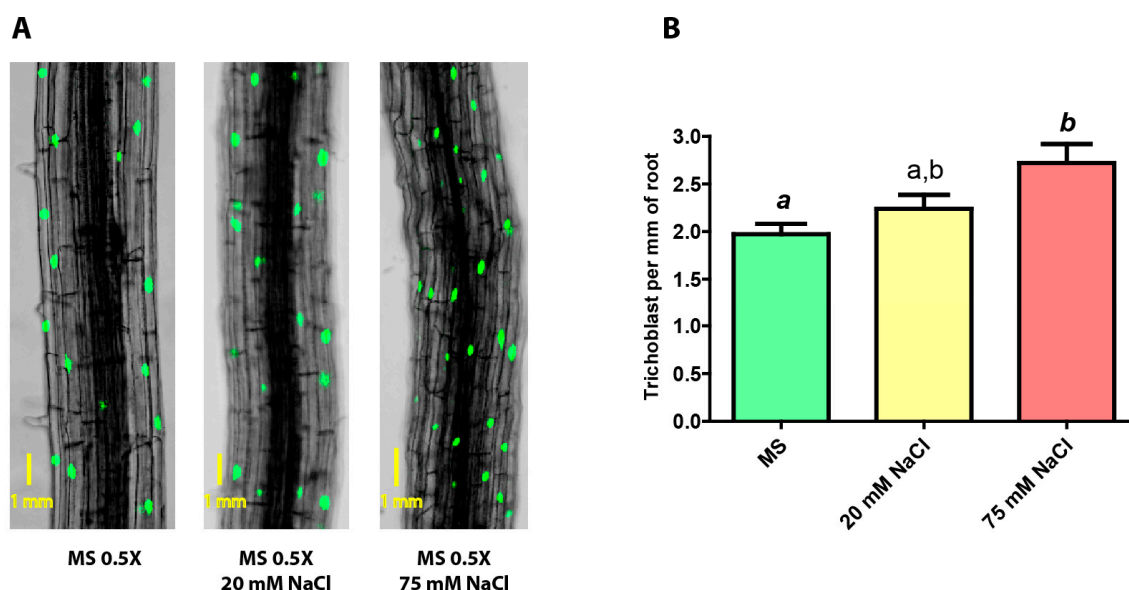 A
1 mm
1 mm
1 mm
MS 0.5X
MS 0.5X
20 mM NaCl
MS 0.5X
75 mM NaCl
B
Trichoblast per mm of root
3.0
2.5
2.0
1.5
1.0
0.5
0.0
a
a,b
b
MS
20 mM NaCl
75 mM NaCl